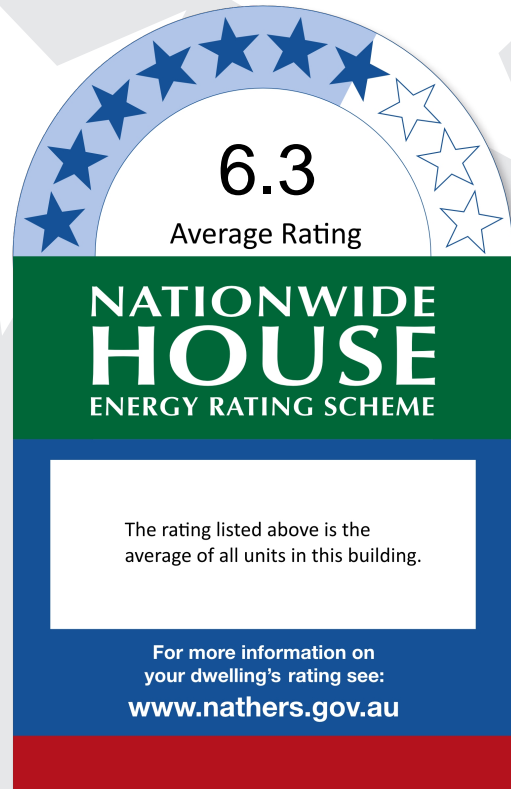 6.3
Average Rating
NATIONWIDE
HOUSE
ENERGY RATING SCHEME
The rating listed above is the
average of all units in this building.
For more information on
your dwelling's rating see:
www.nathers.gov.au